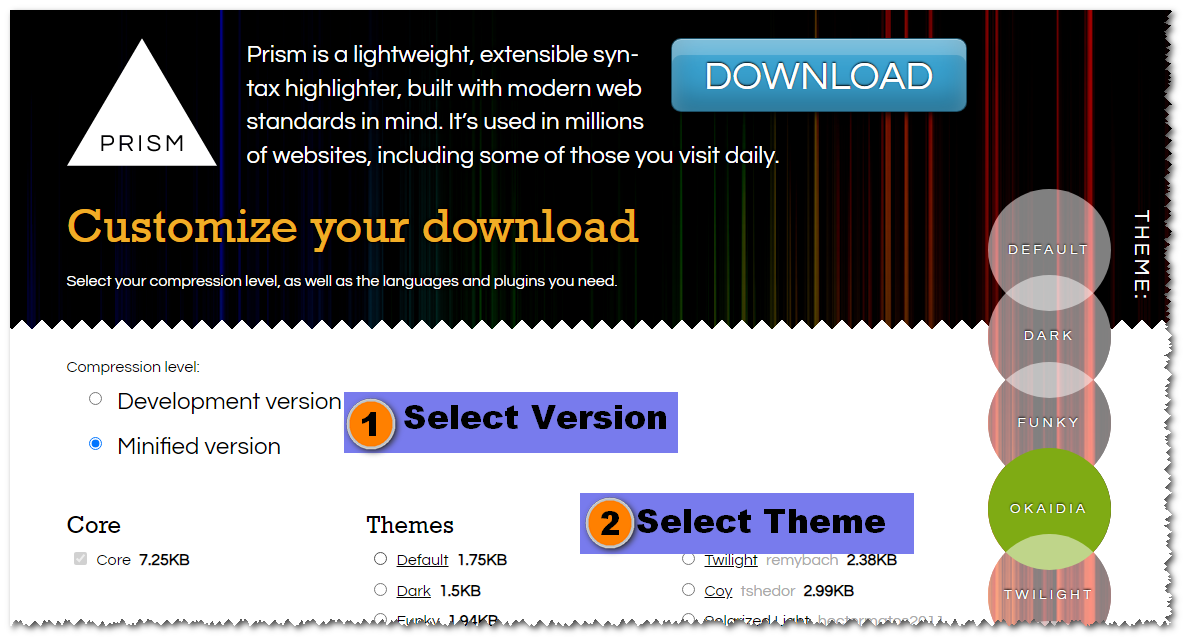 PRISM
Prism is a lightweight, extensible syn-
tax highlighter, built with modern web
standards in mind. It’s used in millions
of websites, including some of those you visit daily.
DOWNLOAD
Customize your download
Select your compression level, as well as the languages and plugins you need.
THEME:
DEFAULT
DARK
FUNKY
OKAIDIA
TWILIGHT
Compression level:
Development version
Minified version
1 Select Version
2 Select Theme
Core
Core 7.25KB
Themes
Default 1.75KB
Dark 1.5KB
Funky 1.94KB
Twilight remybach 2.38KB
Coy tshedor 2.99KB
Polarized Light